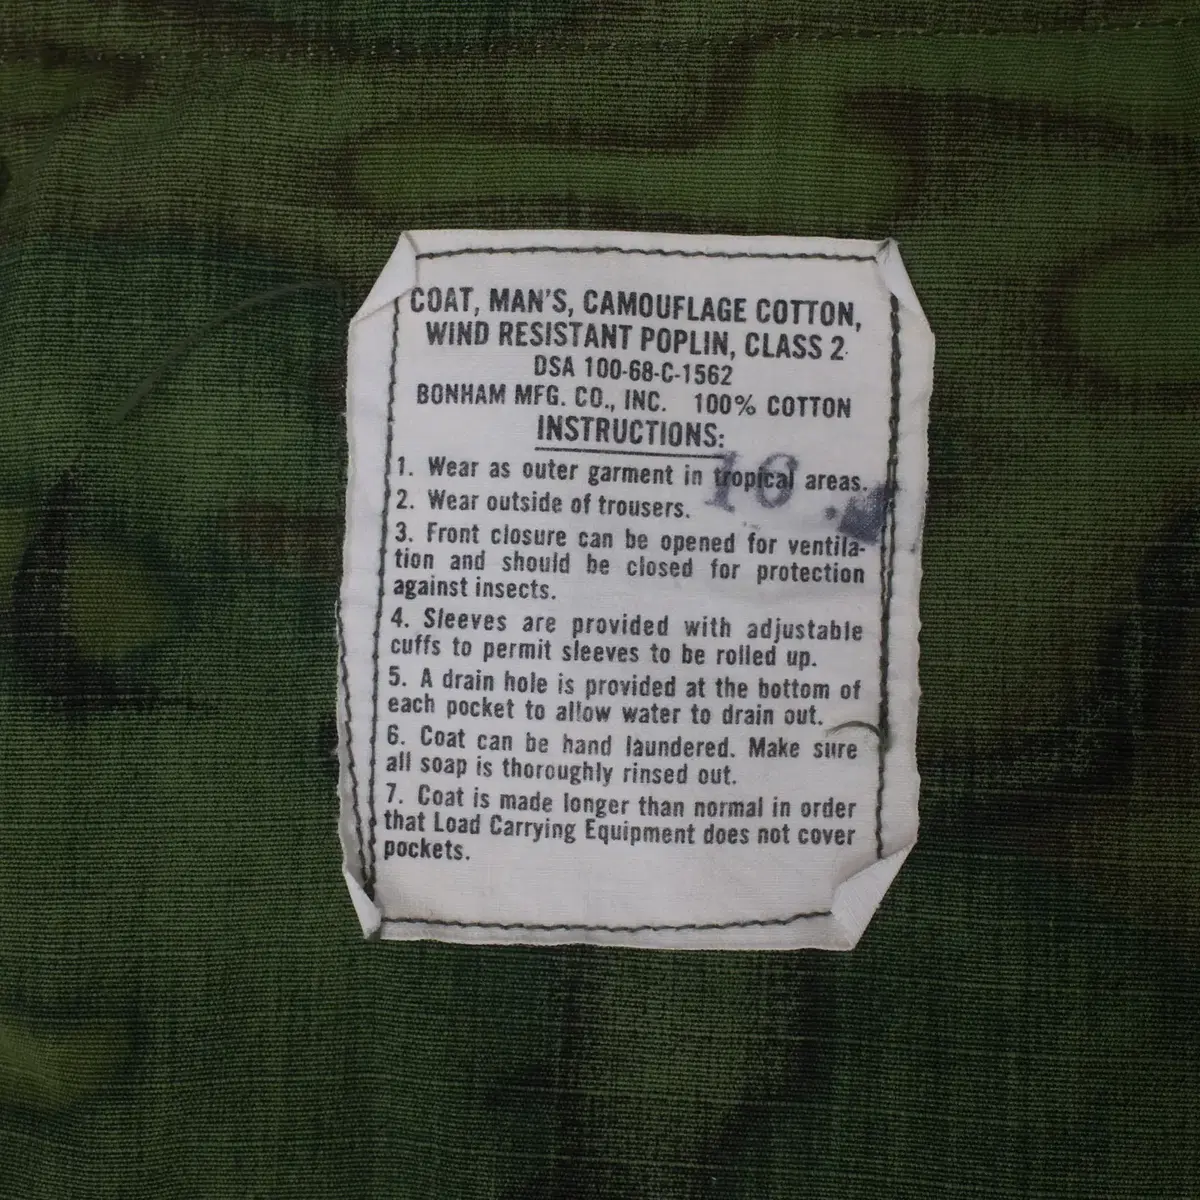 COAT, MAN'S, CAMOUFLAGE COTTON,
WIND RESISTANT POPLIN, CLASS 2
DSA 100-68-C-1562
BONHAM MFG. CO., INC. 100% COTTON
INSTRUCTIONS:
1. Wear as outer garment in tropical areas.
2. Wear outside of trousers.
3. Front closure can be opened for ventila-
tion and should be closed for protection
against insects.
4. Sleeves are provided with adjustable
cuffs to permit sleeves to be rolled up.
5. A drain hole is provided at the bottom of
each pocket to allow water to drain out.
6. Coat can be hand laundered. Make sure
all soap is thoroughly rinsed out.
7. Coat is made longer than normal in order
that Load Carrying Equipment does not cover
pockets.